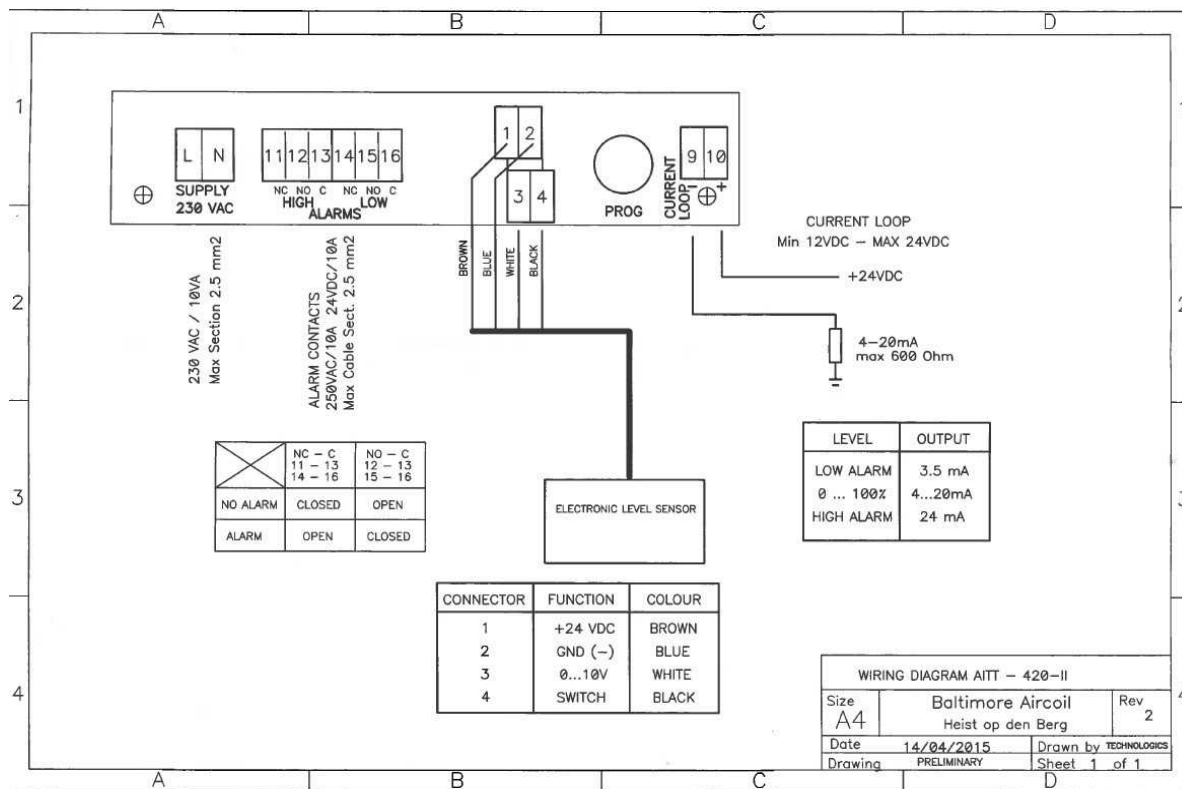 A B C D
1
1 2
L N
11 12 13 14 15 16
9 10
NC NO C NC NO C
SUPPLY
230 VAC
HIGH LOW
ALARMS
3 4
PROG
CURRENT
LOOP
- +
CURRENT LOOP
Min 12VDC – MAX 24VDC
+24VDC
BROWN
BLUE
WHITE
BLACK
2 2
230 VAC / 10VA
Max Section 2.5 mm2
ALARM CONTACTS
250VAC/10A 24VDC/10A
Max Cable Sect. 2.5 mm2
4–20mA
max 600 Ohm
LEVEL OUTPUT
LOW ALARM 3.5 mA
0 ... 100% 4...20mA
HIGH ALARM 24 mA
NC – C NO – C
11 – 13 12 – 13
14 – 16 15 – 16
NO ALARM CLOSED OPEN
ALARM OPEN CLOSED
3
ELECTRONIC LEVEL SENSOR
CONNECTOR FUNCTION COLOUR
1 +24 VDC BROWN
2 GND (–) BLUE
3 0...10V WHITE
4 SWITCH BLACK
4
WIRING DIAGRAM AITT – 420–II
Size A4
Baltimore Aircoil
Heist op den Berg
Rev 2
Date 14/04/2015 Drawn by TECHNOLOGICS
Drawing PRELIMINARY Sheet 1 of 1
A B C D